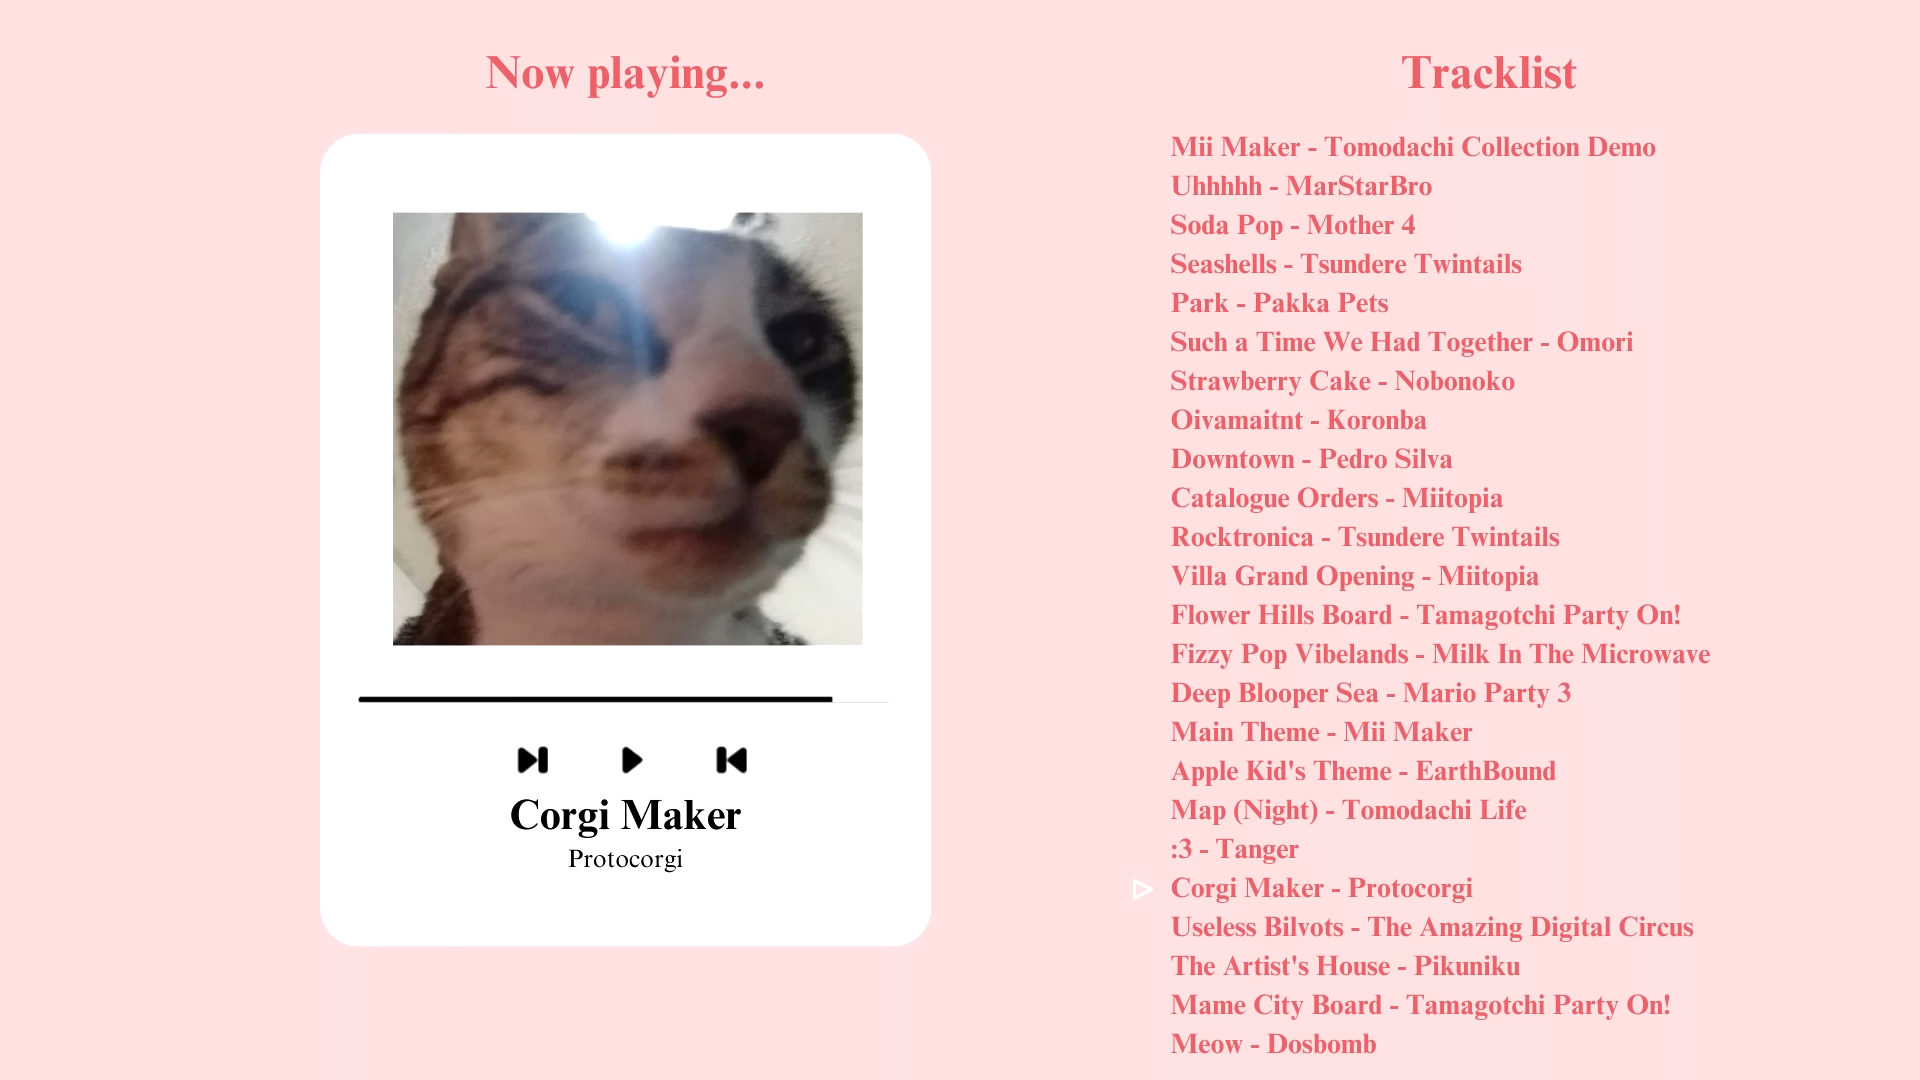 Now playing...
Corgi Maker
Protocorgi
Tracklist
Mii Maker - Tomodachi Collection Demo
Uhhhhh - MarStarBro
Soda Pop - Mother 4
Seashells - Tsundere Twintails
Park - Pakka Pets
Such a Time We Had Together - Omori
Strawberry Cake - Nobonoko
Oivamaitnt - Koronba
Downtown - Pedro Silva
Catalogue Orders - Miitopia
Rocktronica - Tsundere Twintails
Villa Grand Opening - Miitopia
Flower Hills Board - Tamagotchi Party On!
Fizzy Pop Vibelands - Milk In The Microwave
Deep Blooper Sea - Mario Party 3
Main Theme - Mii Maker
Apple Kid's Theme - EarthBound
Map (Night) - Tomodachi Life
:3 - Tanger
Corgi Maker - Protocorgi
Useless Bilvots - The Amazing Digital Circus
The Artist's House - Pikuniku
Mame City Board - Tamagotchi Party On!
Meow - Dosbomb